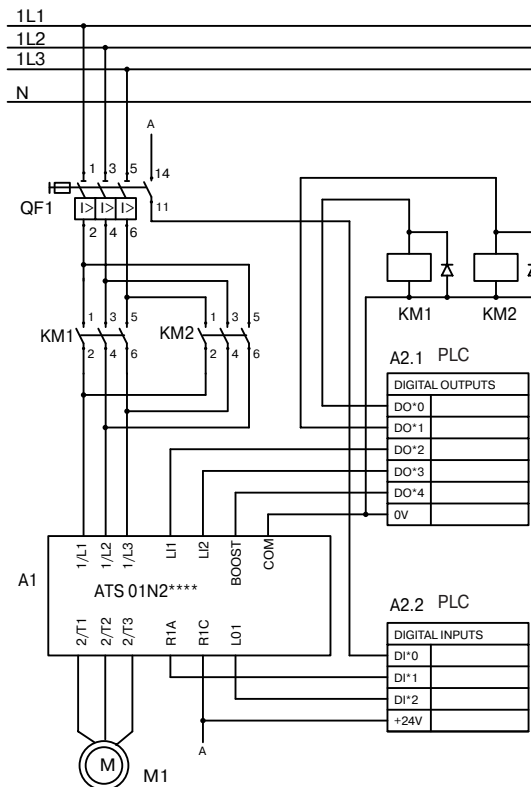 1L1
1L2
1L3
N
A
1 3 5 14
QF1 I> I> I> 11
2 4 6
1 3 5 1 3 5
KM1 KM2
2 4 6 2 4 6
KM1 KM2
A2.1 PLC
DIGITAL OUTPUTS
DO*0
DO*1
DO*2
DO*3
DO*4
0V
1/L1 1/L2 1/L3 LI1 LI2 BOOST COM
A1 ATS 01N2****
2/T1 2/T2 2/T3 R1A R1C L01
A2.2 PLC
DIGITAL INPUTS
DI*0
DI*1
DI*2
+24V
A
M M1